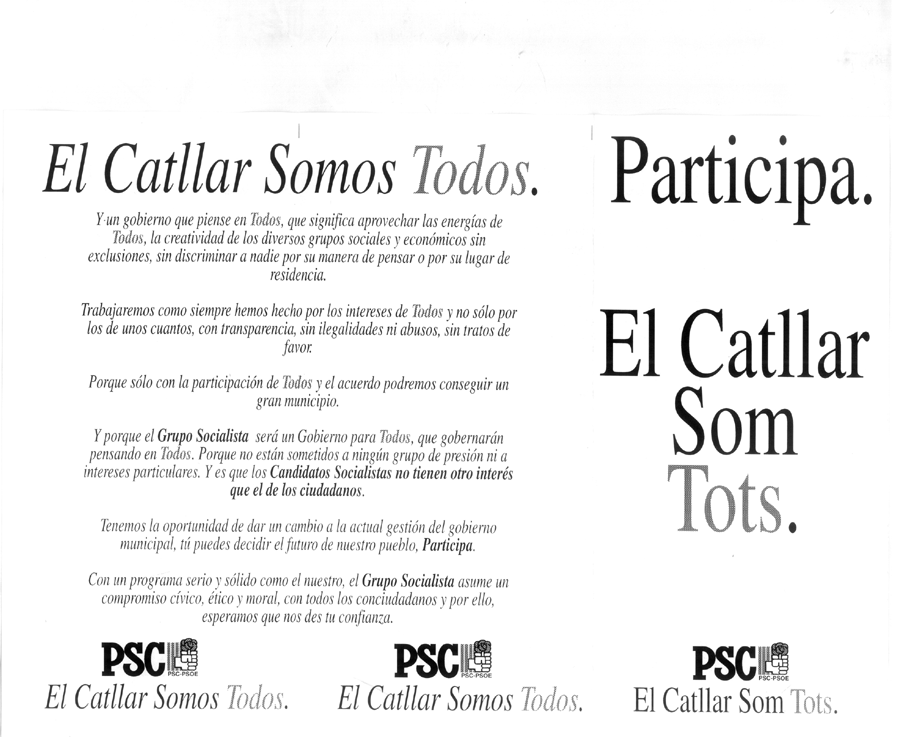 El Catllar Somos Todos.
Y un gobierno que piense en Todos, que significa aprovechar las energías de
Todos, la creatividad de los diversos grupos sociales y económicos sin
exclusiones, sin discriminar a nadie por su manera de pensar o por su lugar de
residencia.
Trabajaremos como siempre hemos hecho por los intereses de Todos y no sólo por
los de unos cuantos, con transparencia, sin ilegalidades ni abusos, sin tratos de
favor.
Porque sólo con la participación de Todos y el acuerdo podremos conseguir un
gran municipio.
Y porque el Grupo Socialista será un Gobierno para Todos, que gobernarán
pensando en Todos. Porque no están sometidos a ningún grupo de presión ni a
intereses particulares. Y es que los Candidatos Socialistas no tienen otro interés
que el de los ciudadanos.
Tenemos la oportunidad de dar un cambio a la actual gestión del gobierno
municipal, tú puedes decidir el futuro de nuestro pueblo, Participa.
Con un programa serio y sólido como el nuestro, el Grupo Socialista asume un
compromiso cívico, ético y moral, con todos los conciudadanos y por ello,
esperamos que nos des tu confianza.
PSC
PSC-PSOE
El Catllar Somos Todos.
PSC
PSC-PSOE
El Catllar Somos Todos.
Participa.
El Catllar
Som
Tots.
PSC
PSC-PSOE
El Catllar Som Tots.